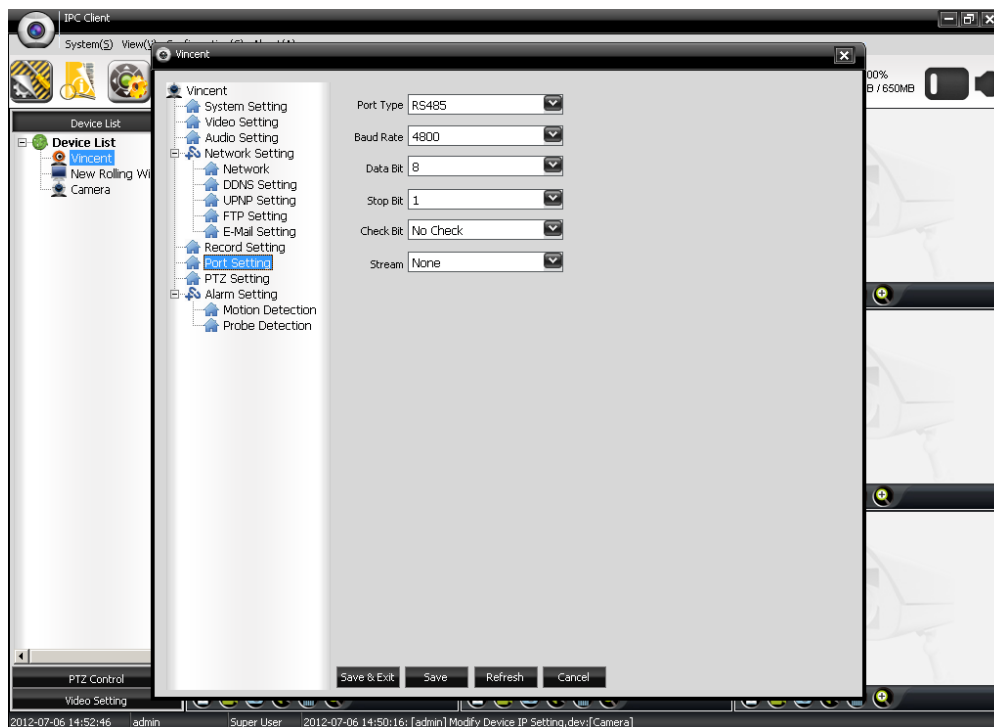 IPC Client
System(S) View(V
Vincent
00%
B / 650MB
Device List
Device List
Vincent
New Rolling Wi
Camera
Vincent
System Setting
Video Setting
Audio Setting
Network Setting
Network
DDNS Setting
UPNP Setting
FTP Setting
E-Mail Setting
Record Setting
Port Setting
PTZ Setting
Alarm Setting
Motion Detection
Probe Detection
Port Type RS485
Baud Rate 4800
Data Bit 8
Stop Bit 1
Check Bit No Check
Stream None
Save & Exit Save Refresh Cancel
PTZ Control
Video Setting
2012-07-06 14:52:46 admin Super User 2012-07-06 14:50:16: [admin] Modify Device IP Setting,dev:[Camera]